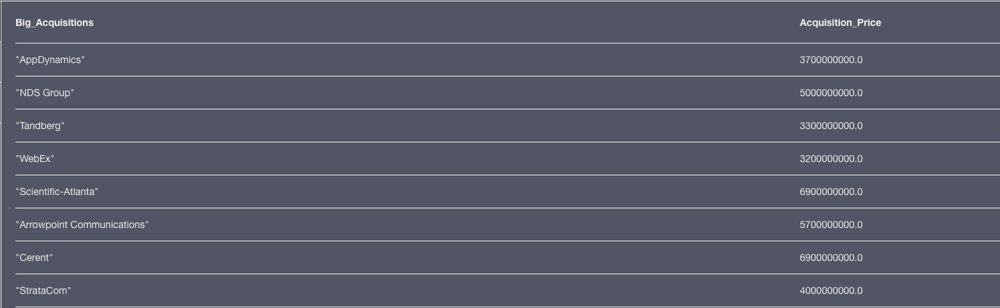 Big_Acquisitions Acquisition_Price
"AppDynamics" 3700000000.0
"NDS Group" 5000000000.0
"Tandberg" 3300000000.0
"WebEx" 3200000000.0
"Scientific-Atlanta" 6900000000.0
"Arrowpoint Communications" 5700000000.0
"Cerent" 6900000000.0
"StrataCom" 4000000000.0